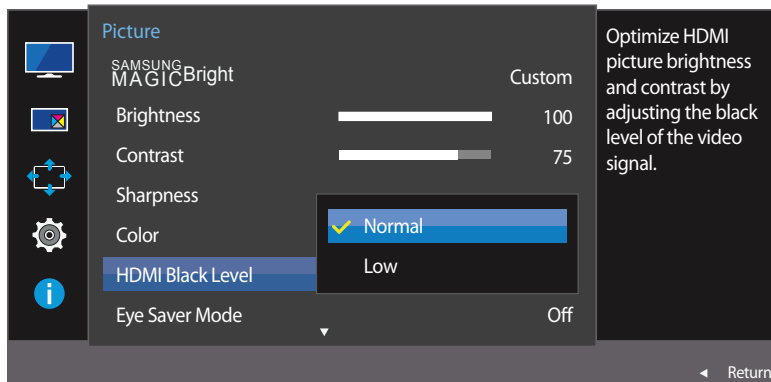 Picture
SAMSUNG
MAGICBright Custom
Brightness 100
Contrast 75
Sharpness
Color
HDMI Black Level
Eye Saver Mode Off
Normal
Low
Optimize HDMI
picture brightness
and contrast by
adjusting the black
level of the video
signal.
Return